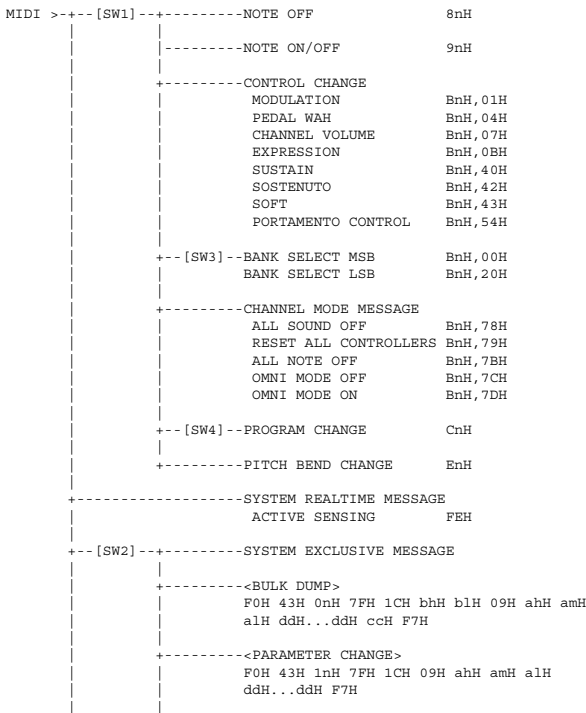 MIDI >-+--[SW1]--+---------NOTE OFF 8nH
|---------NOTE ON/OFF 9nH
+---------CONTROL CHANGE
MODULATION BnH,01H
PEDAL WAH BnH,04H
CHANNEL VOLUME BnH,07H
EXPRESSION BnH,0BH
SUSTAIN BnH,40H
SOSTENUTO BnH,42H
SOFT BnH,43H
PORTAMENTO CONTROL BnH,54H
+--[SW3]--BANK SELECT MSB BnH,00H
BANK SELECT LSB BnH,20H
+---------CHANNEL MODE MESSAGE
ALL SOUND OFF BnH,78H
RESET ALL CONTROLLERS BnH,79H
ALL NOTE OFF BnH,7BH
OMNI MODE OFF BnH,7CH
OMNI MODE ON BnH,7DH
+--[SW4]--PROGRAM CHANGE CnH
+---------PITCH BEND CHANGE EnH
+-------------------SYSTEM REALTIME MESSAGE
ACTIVE SENSING FEH
+--[SW2]--+---------SYSTEM EXCLUSIVE MESSAGE
+---------<BULK DUMP>
F0H 43H 0nH 7FH 1CH bhH blH 09H ahH amH
alH ddH...ddH ccH F7H
+---------<PARAMETER CHANGE>
F0H 43H 1nH 7FH 1CH 09H ahH amH alH
ddH...ddH F7H